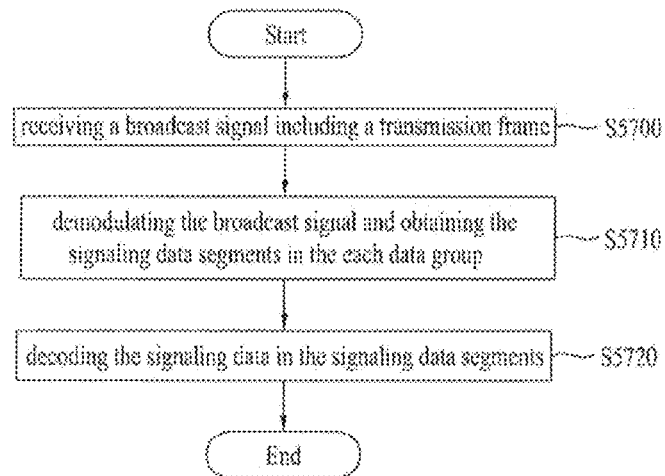 Start
receiving a broadcast signal including a transmission frame
S5700
demodulating the broadcast signal and obtaining the
signaling data segments in the each data group
S5710
decoding the signaling data in the signaling data segments
S5720
End